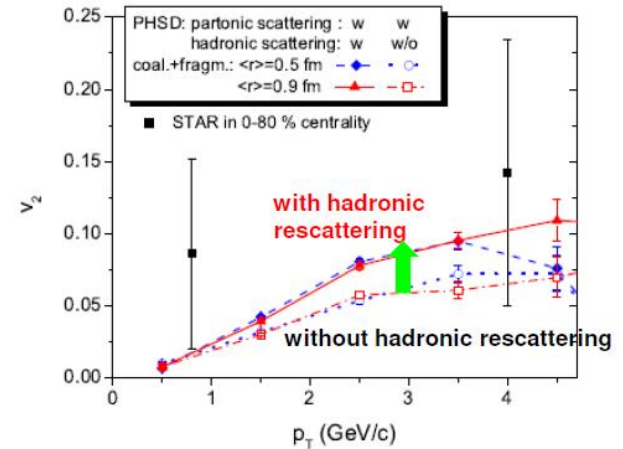 PHSD: partonic scattering : w w
hadronic scattering: w w/o
coal.+fragm.: <r>=0.5 fm
<r>=0.9 fm
STAR in 0-80 % centrality
with hadronic
rescattering
without hadronic rescattering
v2
0.25
0.20
0.15
0.10
0.05
0.00
0 1 2 3 4
pT (GeV/c)